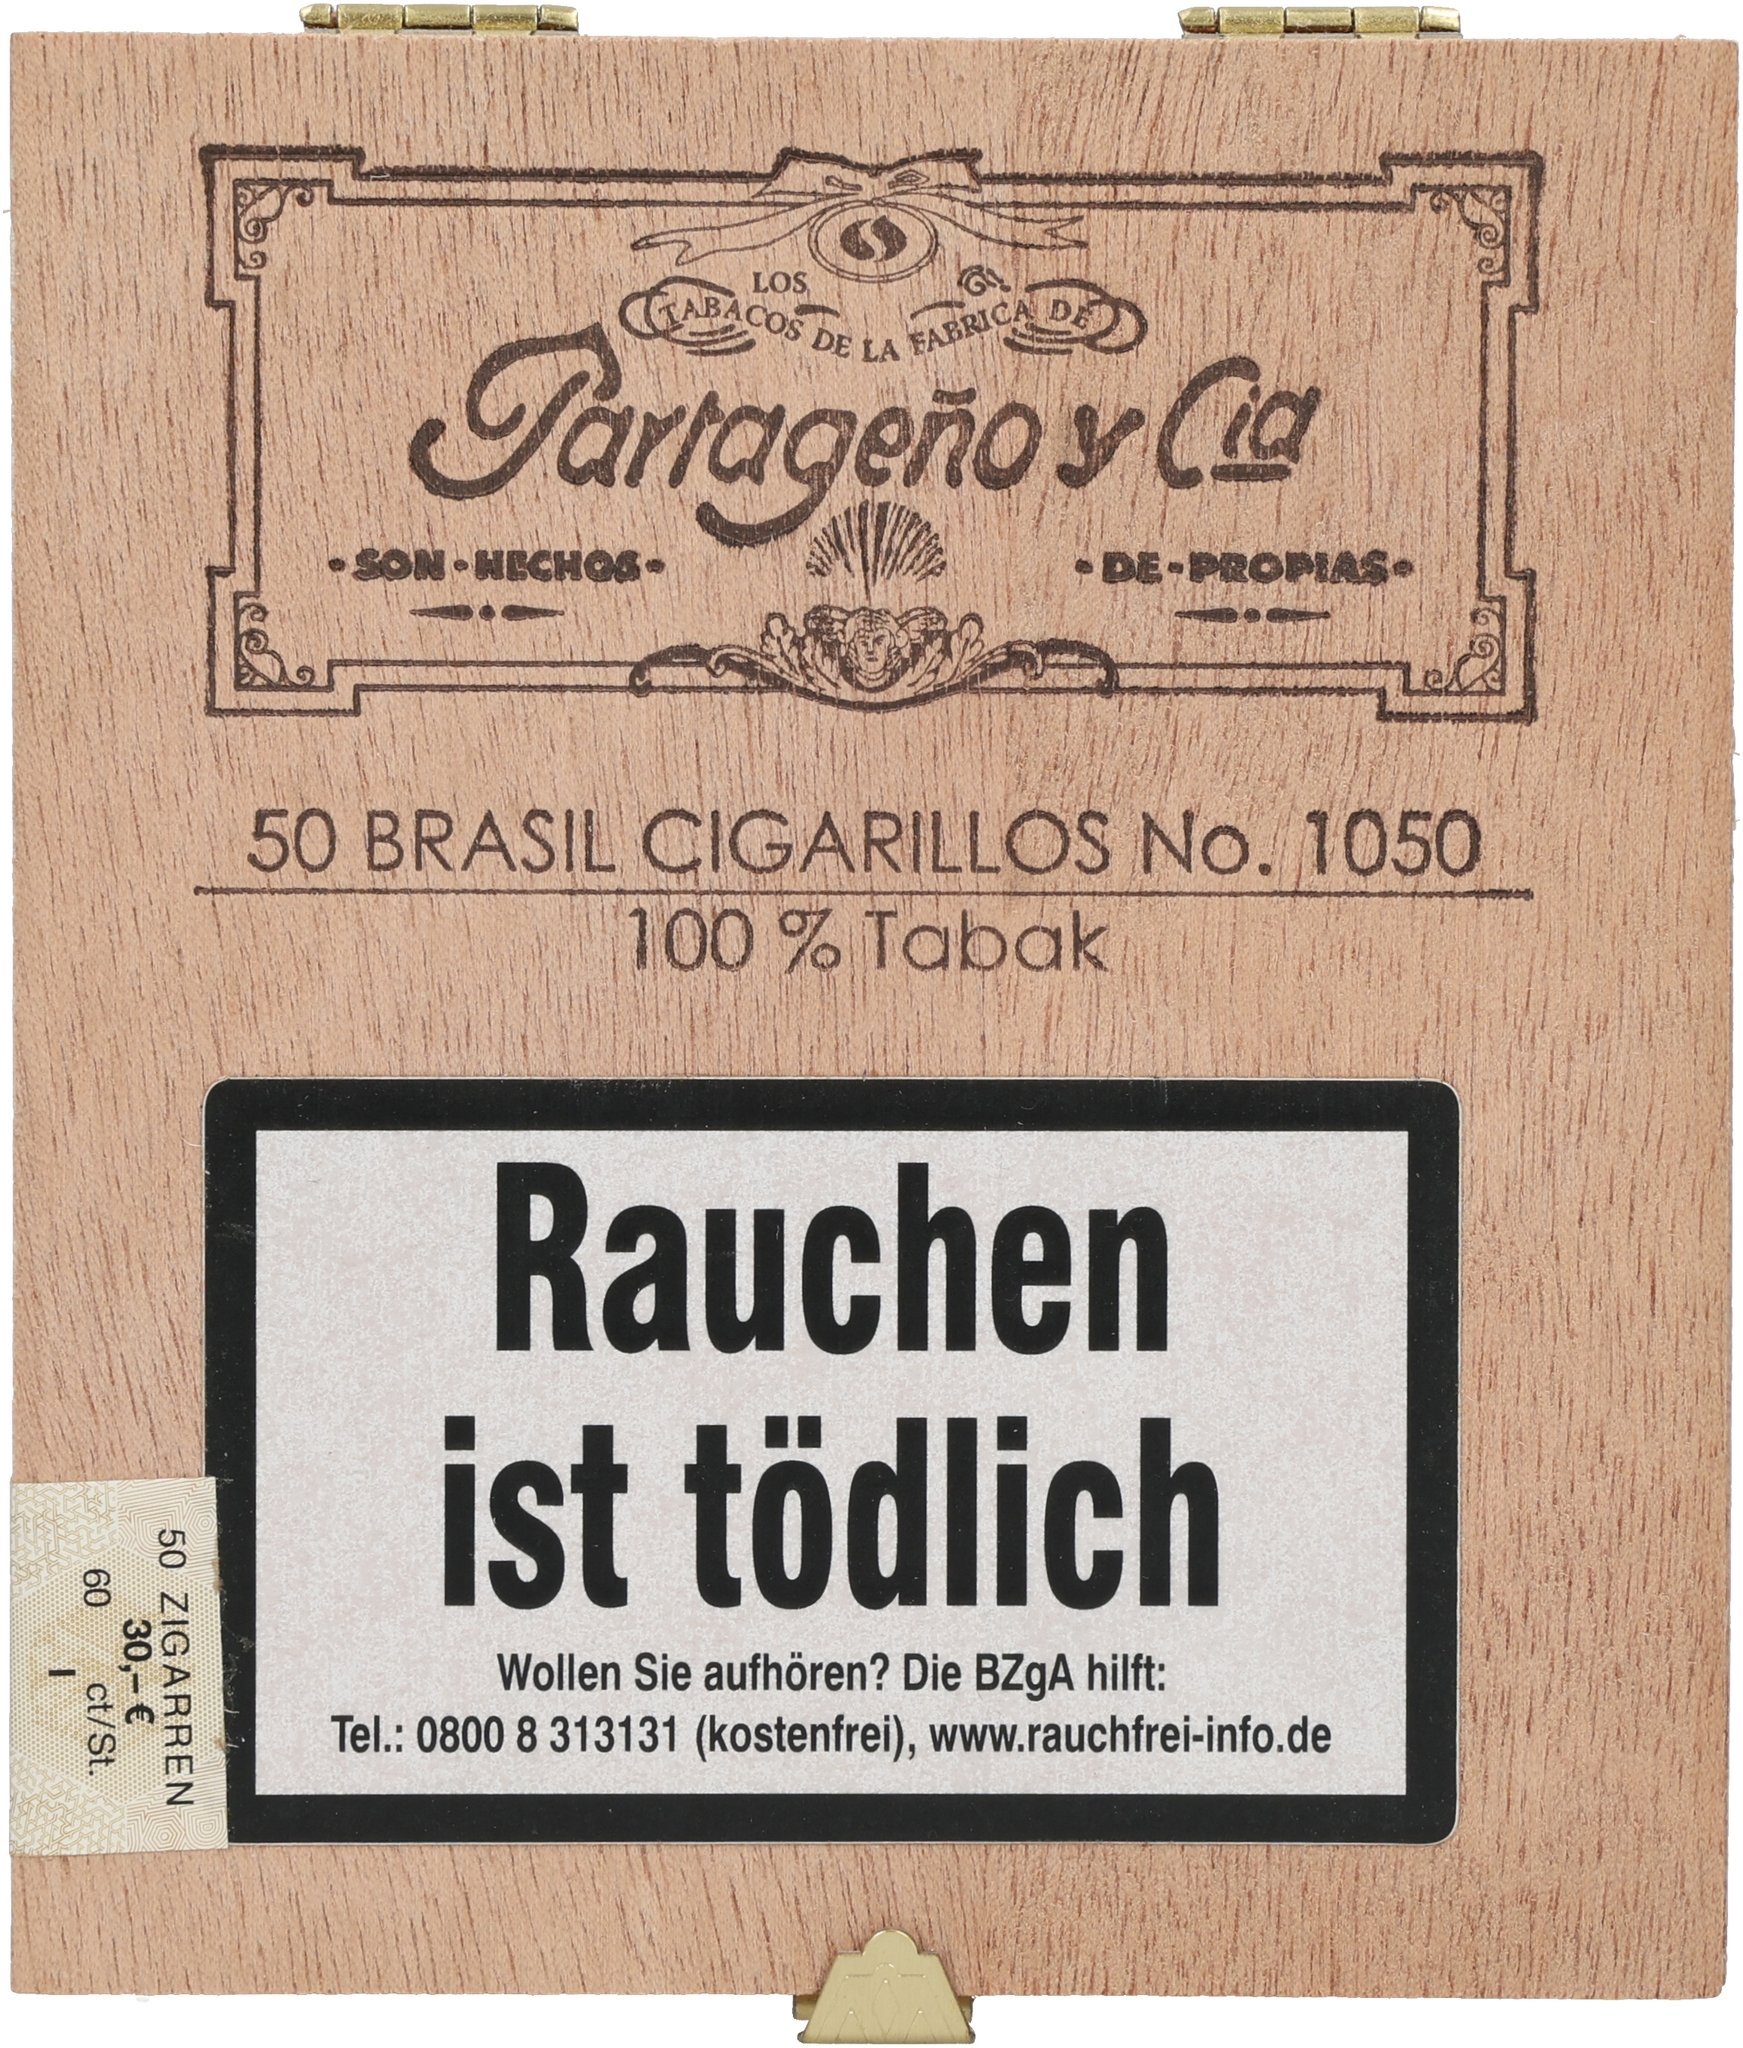 LOS
TABACOS DE LA FABRICA DE
Partageño y Cia
• SON • HECHOS •
• DE - PROPIAS •
50 BRASIL CIGARILLOS No. 1050
100 % Tabak
Rauchen
ist tödlich
Wollen Sie aufhören? Die BZgA hilft:
Tel.: 0800 8 313131 (kostenfrei), www.rauchfrei-info.de
50 ZIGARREN
30,– €
60 ct/St.
I